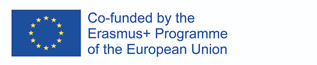 Co-funded by the
Erasmus+ Programme
of the European Union